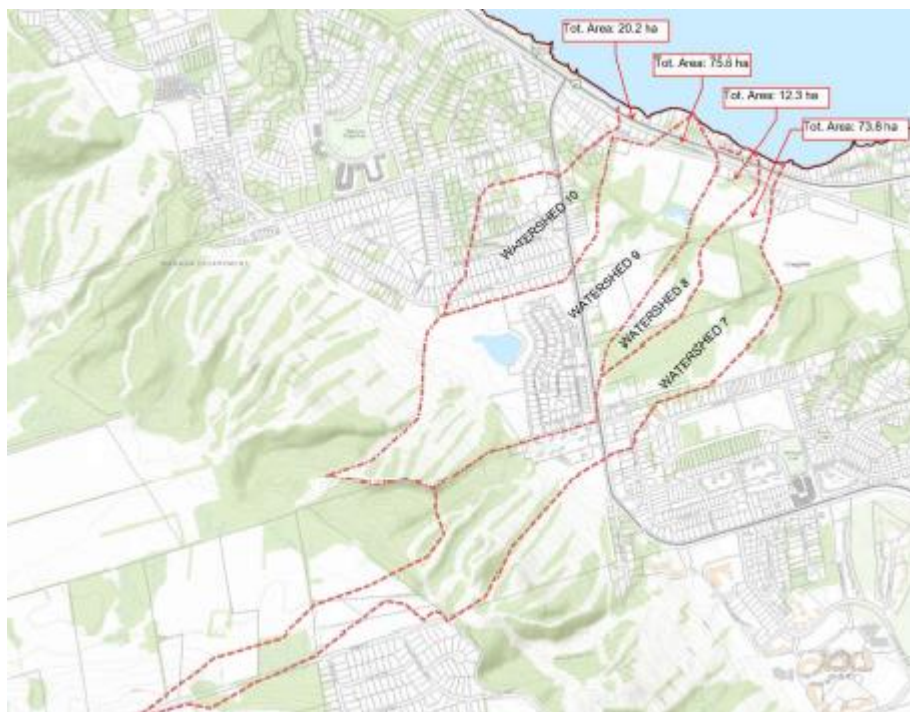 Tot. Area: 20.2 ha
Tot. Area: 75.6 ha
Tot. Area: 12.3 ha
Tot. Area: 73.8 ha
WATERSHED 10
WATERSHED 9
WATERSHED 8
WATERSHED 7